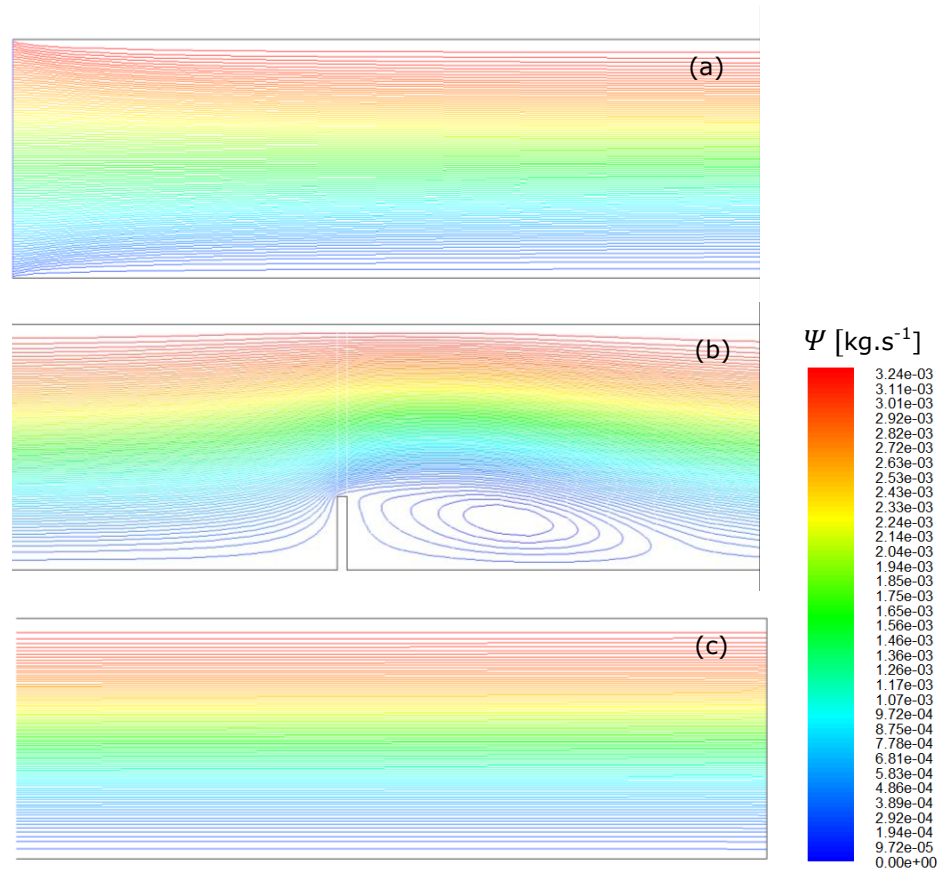 (a)
(b)
Ψ [kg.s⁻¹]
3.24e-03
3.11e-03
3.01e-03
2.92e-03
2.82e-03
2.72e-03
2.63e-03
2.53e-03
2.43e-03
2.33e-03
2.24e-03
2.14e-03
2.04e-03
1.94e-03
1.85e-03
1.75e-03
1.65e-03
1.56e-03
1.46e-03
1.36e-03
1.26e-03
1.17e-03
1.07e-03
9.72e-04
8.75e-04
7.78e-04
6.81e-04
5.83e-04
4.86e-04
3.89e-04
2.92e-04
1.94e-04
9.72e-05
0.00e+00
(c)